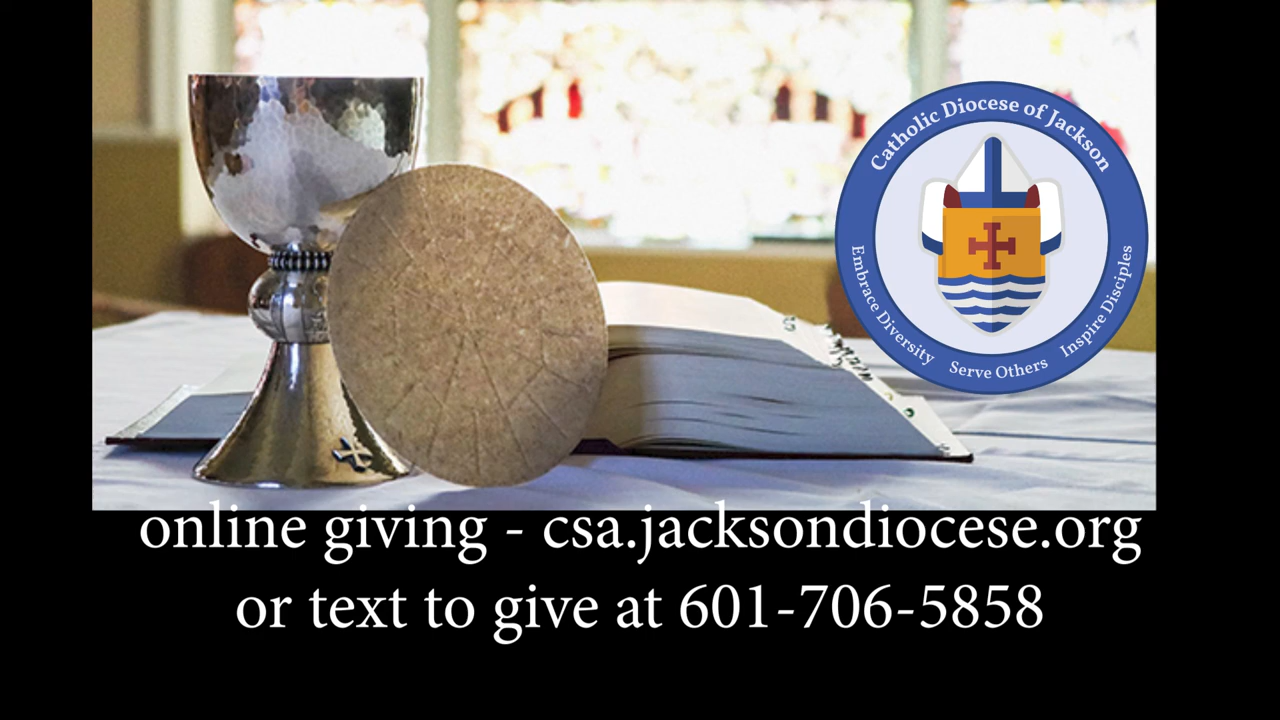 Catholic Diocese of Jackson
Embrace Diversity Serve Others Inspire Disciples
online giving - csa.jacksondiocese.org
or text to give at 601-706-5858